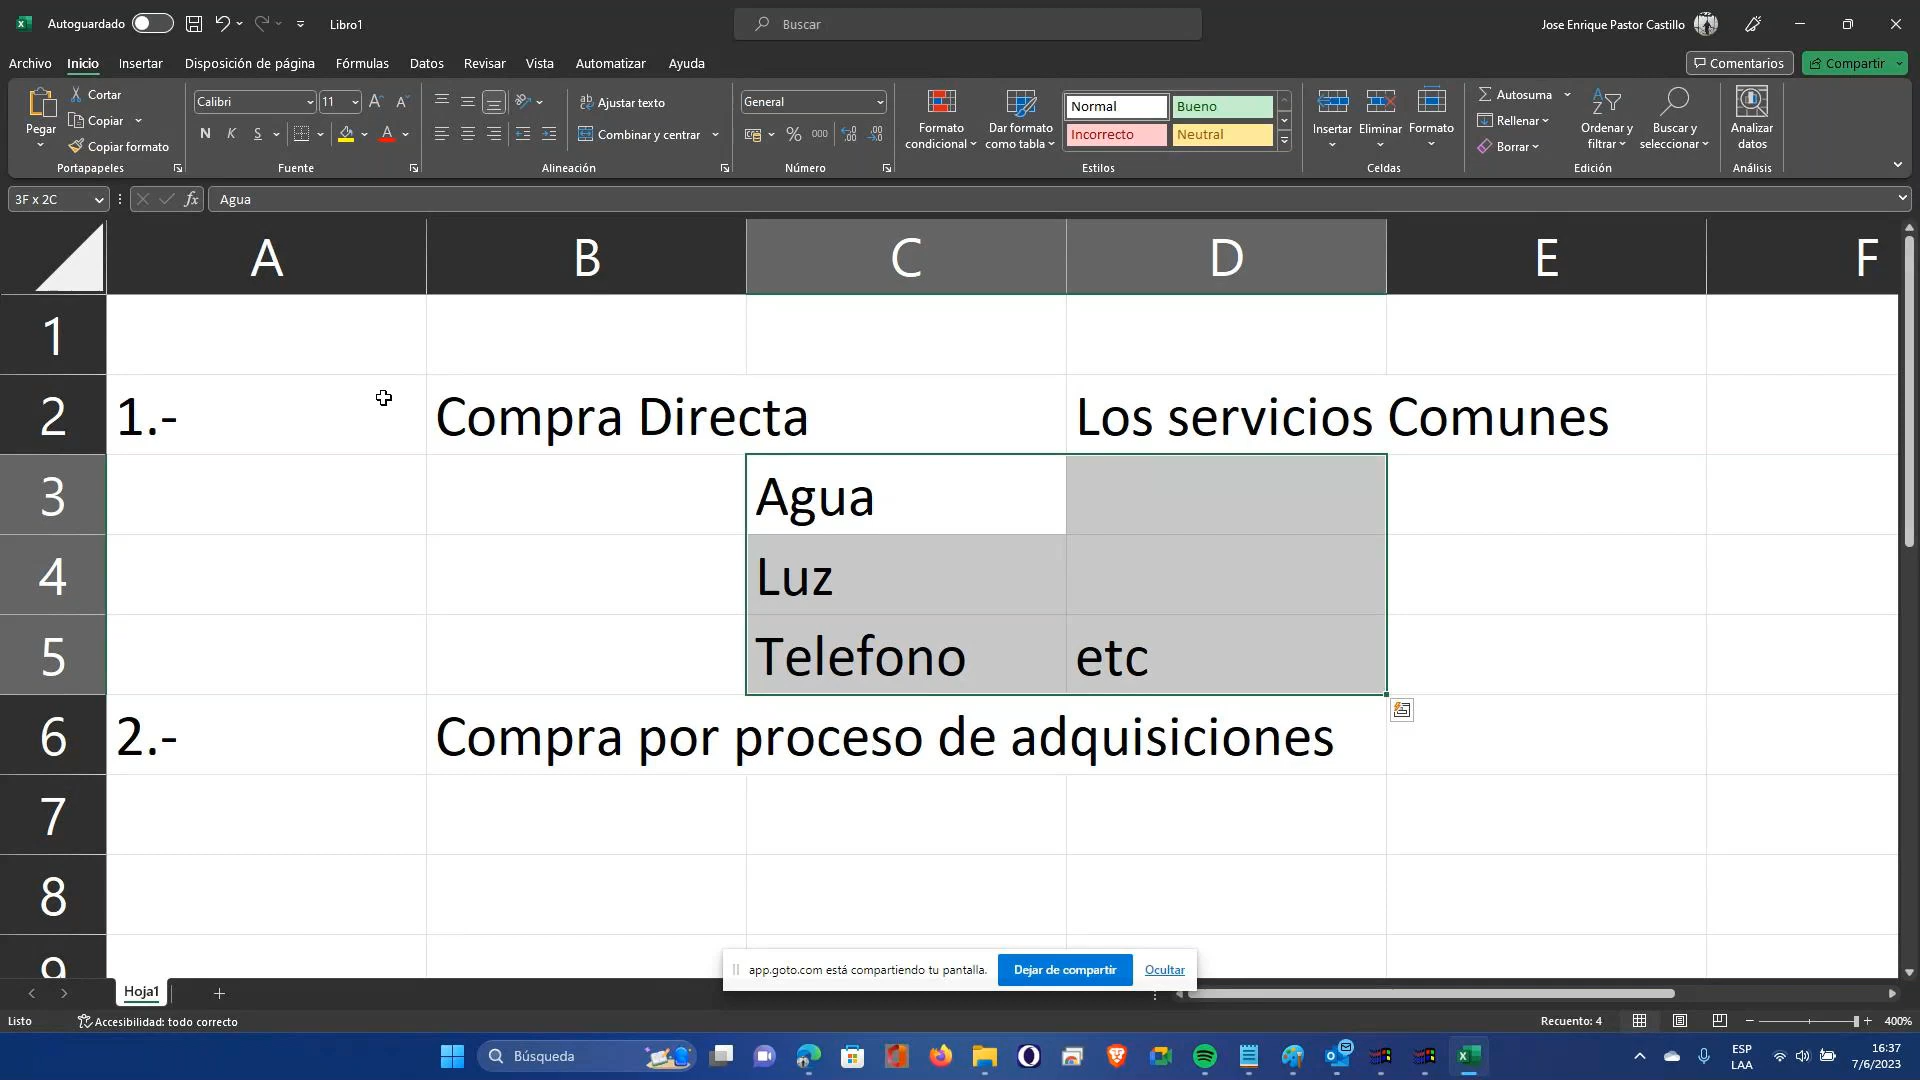 Autoguardado
Libro1
Buscar
Jose Enrique Pastor Castillo
Archivo Inicio Insertar Disposición de página Fórmulas Datos Revisar Vista Automatizar Ayuda
Comentarios
Compartir
Pegar
Cortar
Copiar
Copiar formato
Portapapeles
Calibri 11
N K S
Fuente
Ajustar texto
Combinar y centrar
Alineación
General
% 000
Número
Formato condicional
Dar formato como tabla
Normal Bueno
Incorrecto Neutral
Estilos
Insertar Eliminar Formato
Celdas
Autosuma
Rellenar
Borrar
Ordenar y filtrar
Buscar y seleccionar
Edición
Analizar datos
Análisis
3F x 2C
fx
Agua
A B C D E F
1
2 1.- Compra Directa Los servicios Comunes
3 Agua
4 Luz
5 Telefono etc
6 2.- Compra por proceso de adquisiciones
7
8
9
app.goto.com está compartiendo tu pantalla.
Dejar de compartir
Ocultar
Hoja1
Listo
Accesibilidad: todo correcto
Recuento: 4
400%
Búsqueda
ESP
LAA
16:37
7/6/2023